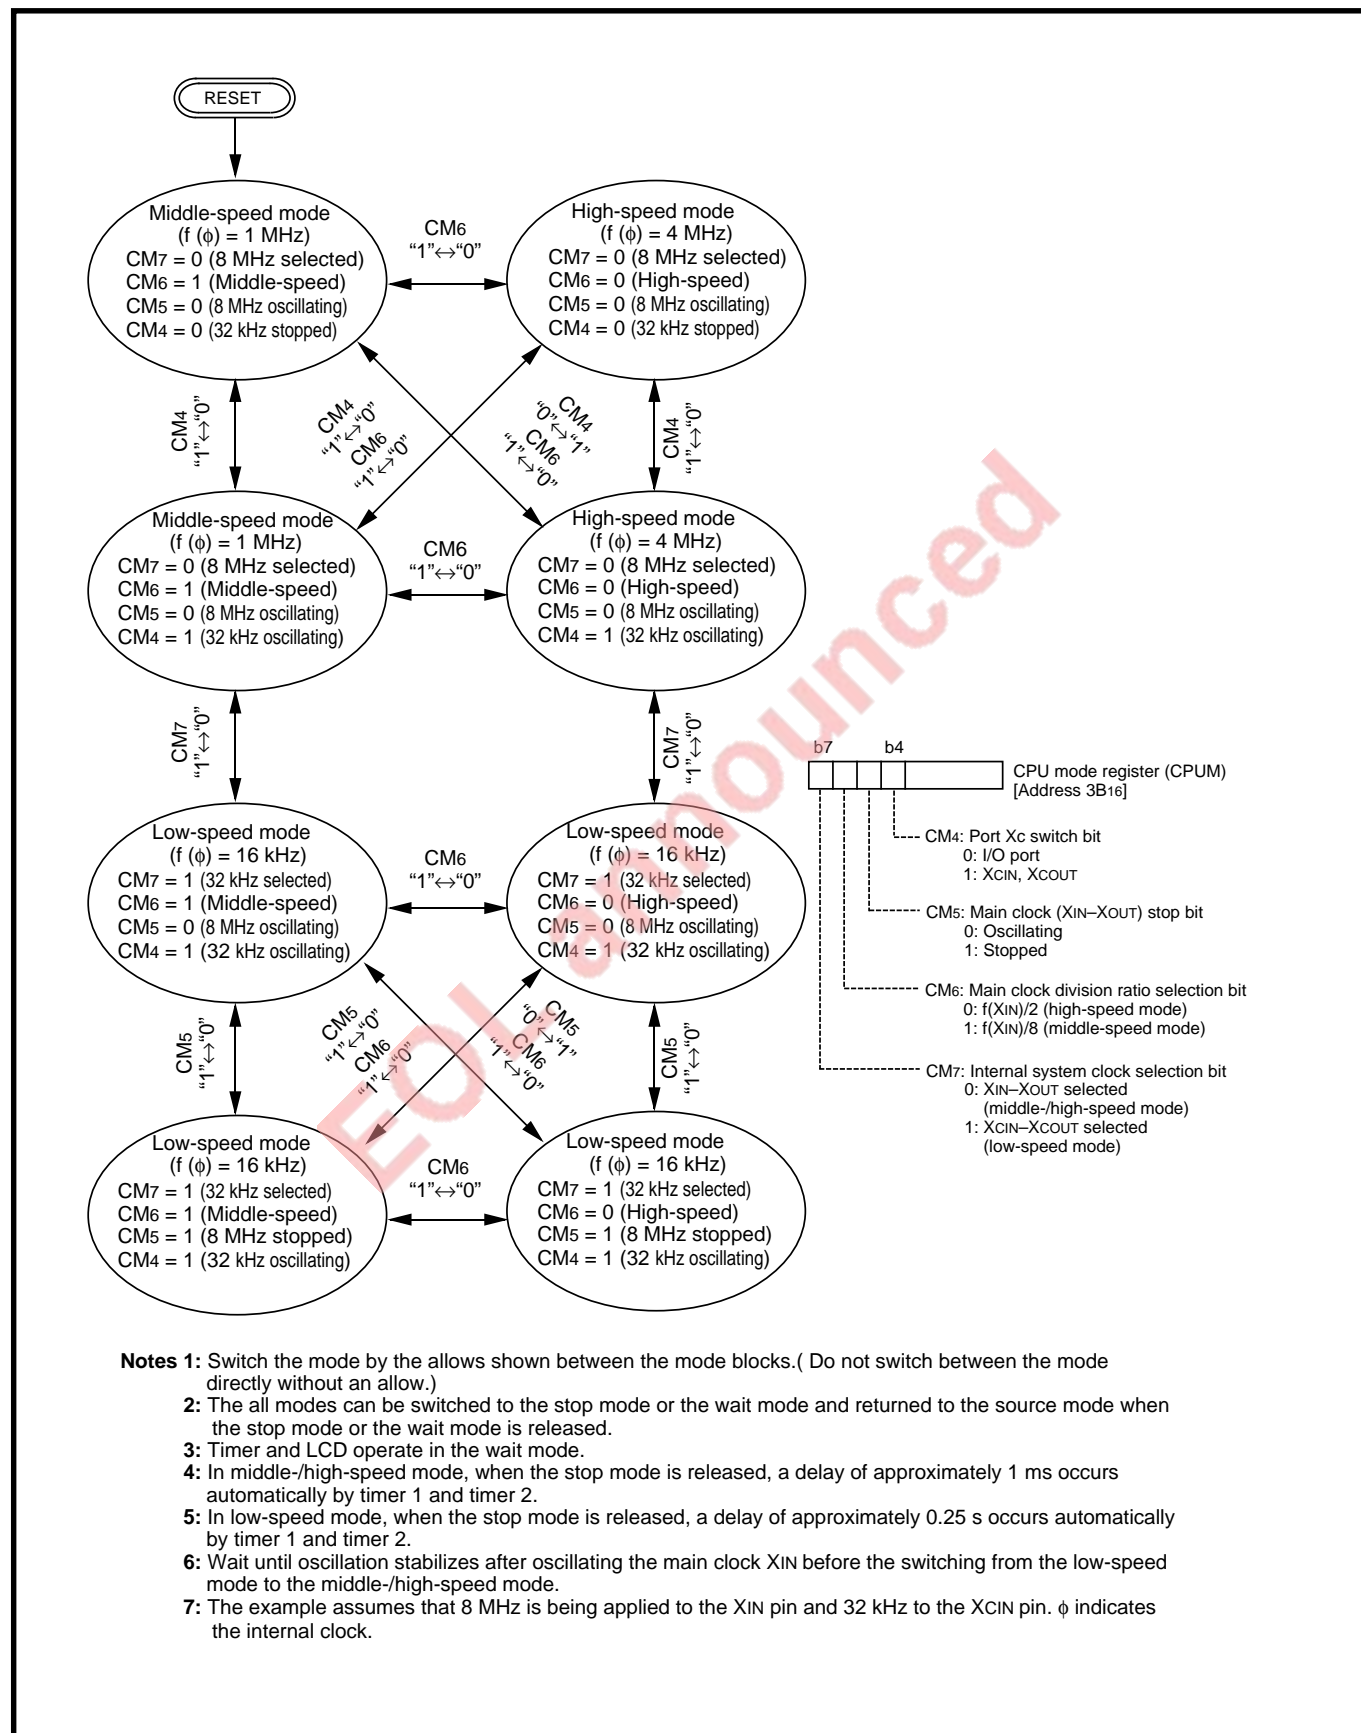 RESET
Middle-speed mode
(f (ϕ) = 1 MHz)
CM7 = 0 (8 MHz selected)
CM6 = 1 (Middle-speed)
CM5 = 0 (8 MHz oscillating)
CM4 = 0 (32 kHz stopped)
CM6
“1”↔“0”
High-speed mode
(f (ϕ) = 4 MHz)
CM7 = 0 (8 MHz selected)
CM6 = 0 (High-speed)
CM5 = 0 (8 MHz oscillating)
CM4 = 0 (32 kHz stopped)
CM4
“1”↔“0”
CM4
“1”↔“0”
CM6
“1”↔“0”
CM4
“0”↔“1”
CM6
“1”↔“0”
CM4
“1”↔“0”
Middle-speed mode
(f (ϕ) = 1 MHz)
CM7 = 0 (8 MHz selected)
CM6 = 1 (Middle-speed)
CM5 = 0 (8 MHz oscillating)
CM4 = 1 (32 kHz oscillating)
CM6
“1”↔“0”
High-speed mode
(f (ϕ) = 4 MHz)
CM7 = 0 (8 MHz selected)
CM6 = 0 (High-speed)
CM5 = 0 (8 MHz oscillating)
CM4 = 1 (32 kHz oscillating)
CM7
“1”↔“0”
CM7
“1”↔“0”
Low-speed mode
(f (ϕ) = 16 kHz)
CM7 = 1 (32 kHz selected)
CM6 = 1 (Middle-speed)
CM5 = 0 (8 MHz oscillating)
CM4 = 1 (32 kHz oscillating)
CM6
“1”↔“0”
Low-speed mode
(f (ϕ) = 16 kHz)
CM7 = 1 (32 kHz selected)
CM6 = 0 (High-speed)
CM5 = 0 (8 MHz oscillating)
CM4 = 1 (32 kHz oscillating)
CM5
“1”↔“0”
CM5
“1”↔“0”
CM6
“1”↔“0”
CM5
“0”↔“1”
CM6
“1”↔“0”
CM5
“1”↔“0”
Low-speed mode
(f (ϕ) = 16 kHz)
CM7 = 1 (32 kHz selected)
CM6 = 1 (Middle-speed)
CM5 = 1 (8 MHz stopped)
CM4 = 1 (32 kHz oscillating)
CM6
“1”↔“0”
Low-speed mode
(f (ϕ) = 16 kHz)
CM7 = 1 (32 kHz selected)
CM6 = 0 (High-speed)
CM5 = 1 (8 MHz stopped)
CM4 = 1 (32 kHz oscillating)
b7 b4
CPU mode register (CPUM)
[Address 3B16]
CM4: Port Xc switch bit
0: I/O port
1: XCIN, XCOUT
CM5: Main clock (XIN–XOUT) stop bit
0: Oscillating
1: Stopped
CM6: Main clock division ratio selection bit
0: f(XIN)/2 (high-speed mode)
1: f(XIN)/8 (middle-speed mode)
CM7: Internal system clock selection bit
0: XIN–XOUT selected
(middle-/high-speed mode)
1: XCIN–XCOUT selected
(low-speed mode)
EOL announced
Notes 1: Switch the mode by the allows shown between the mode blocks.( Do not switch between the mode
directly without an allow.)
2: The all modes can be switched to the stop mode or the wait mode and returned to the source mode when
the stop mode or the wait mode is released.
3: Timer and LCD operate in the wait mode.
4: In middle-/high-speed mode, when the stop mode is released, a delay of approximately 1 ms occurs
automatically by timer 1 and timer 2.
5: In low-speed mode, when the stop mode is released, a delay of approximately 0.25 s occurs automatically
by timer 1 and timer 2.
6: Wait until oscillation stabilizes after oscillating the main clock XIN before the switching from the low-speed
mode to the middle-/high-speed mode.
7: The example assumes that 8 MHz is being applied to the XIN pin and 32 kHz to the XCIN pin. ϕ indicates
the internal clock.